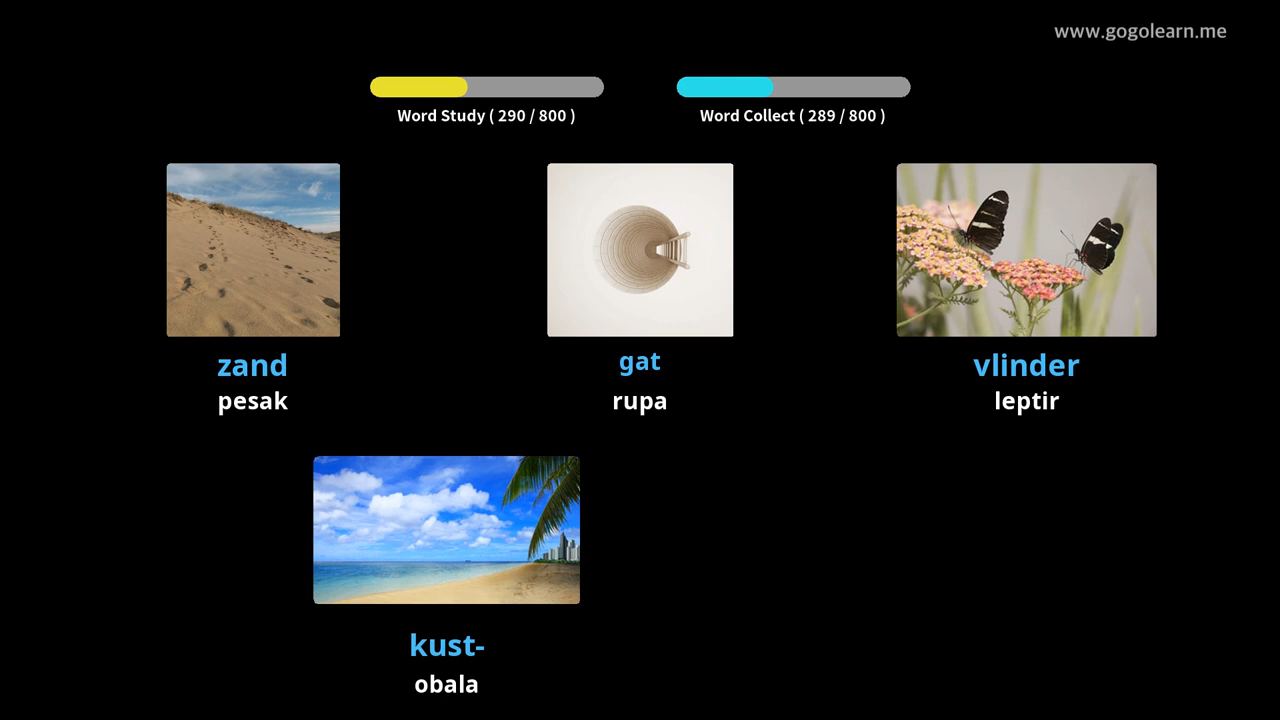 www.gogolearn.me
Word Study ( 290 / 800 )
Word Collect ( 289 / 800 )
zand
pesak
gat
rupa
vlinder
leptir
kust-
obala